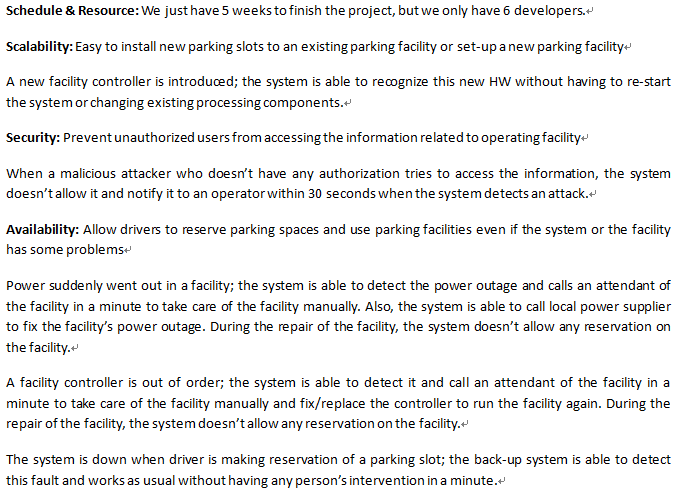 Schedule & Resource: We just have 5 weeks to finish the project, but we only have 6 developers.↵
Scalability: Easy to install new parking slots to an existing parking facility or set-up a new parking facility↵
A new facility controller is introduced; the system is able to recognize this new HW without having to re-start
the system or changing existing processing components.↵
Security: Prevent unauthorized users from accessing the information related to operating facility↵
When a malicious attacker who doesn't have any authorization tries to access the information, the system
doesn't allow it and notify it to an operator within 30 seconds when the system detects an attack.↵
Availability: Allow drivers to reserve parking spaces and use parking facilities even if the system or the facility
has some problems↵
Power suddenly went out in a facility; the system is able to detect the power outage and calls an attendant of
the facility in a minute to take care of the facility manually. Also, the system is able to call local power supplier
to fix the facility's power outage. During the repair of the facility, the system doesn't allow any reservation on
the facility.↵
A facility controller is out of order; the system is able to detect it and call an attendant of the facility in a
minute to take care of the facility manually and fix/replace the controller to run the facility again. During the
repair of the facility, the system doesn't allow any reservation on the facility.↵
The system is down when driver is making reservation of a parking slot; the back-up system is able to detect
this fault and works as usual without having any person's intervention in a minute.↵